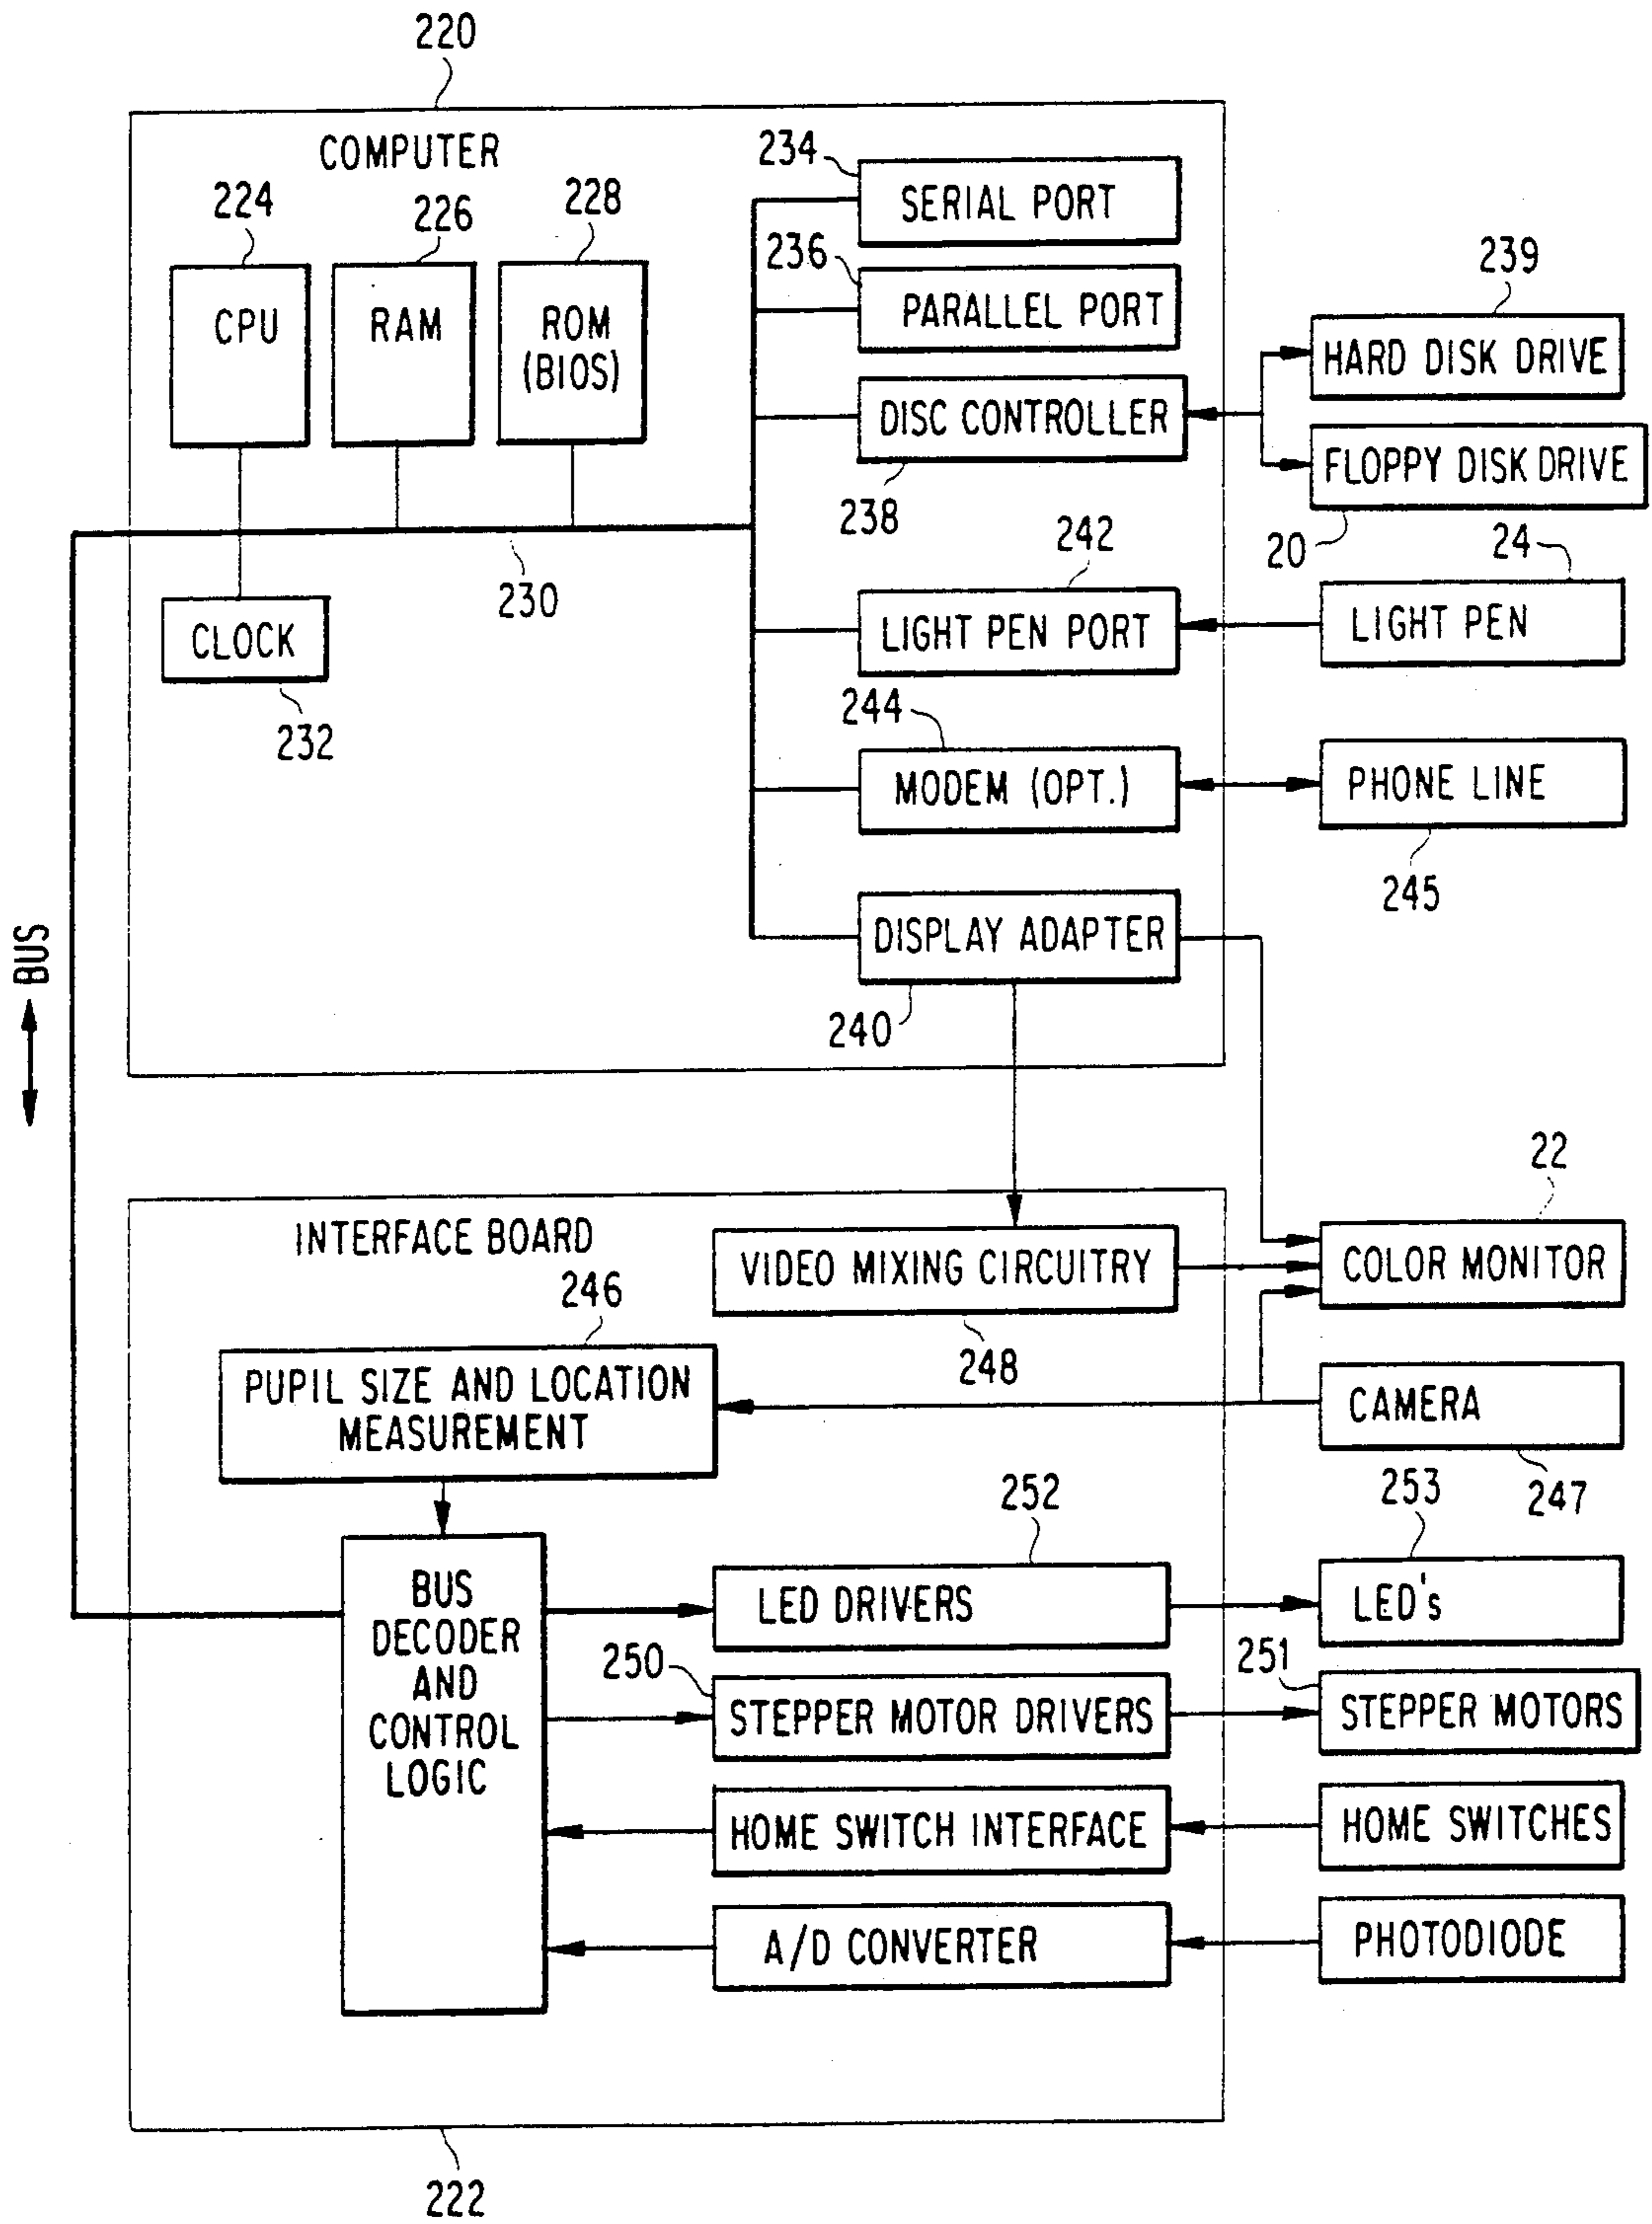 220
COMPUTER
224
226
228
CPU
RAM
ROM
(BIOS)
CLOCK
232
230
234
SERIAL PORT
236
PARALLEL PORT
DISC CONTROLLER
238
239
HARD DISK DRIVE
FLOPPY DISK DRIVE
20
242
LIGHT PEN PORT
24
LIGHT PEN
244
MODEM (OPT.)
PHONE LINE
245
DISPLAY ADAPTER
240
BUS
INTERFACE BOARD
VIDEO MIXING CIRCUITRY
248
22
COLOR MONITOR
246
PUPIL SIZE AND LOCATION
MEASUREMENT
CAMERA
247
BUS
DECODER
AND
CONTROL
LOGIC
252
LED DRIVERS
253
LED's
250
STEPPER MOTOR DRIVERS
251
STEPPER MOTORS
HOME SWITCH INTERFACE
HOME SWITCHES
A/D CONVERTER
PHOTODIODE
222